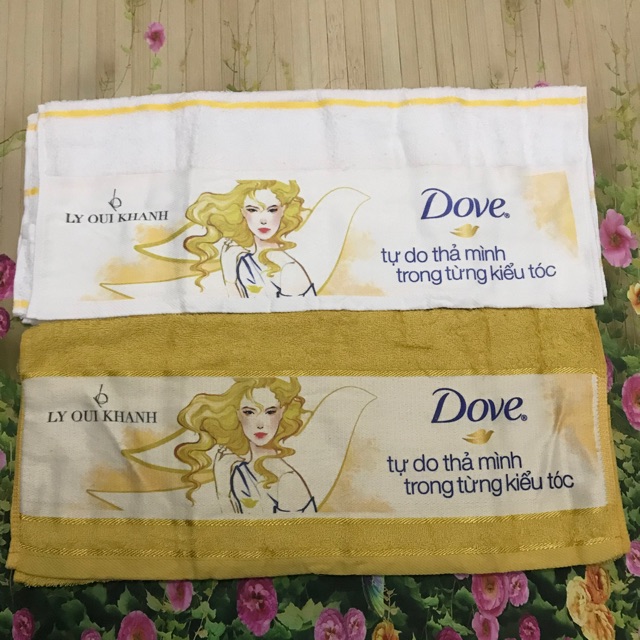 LY QUI KHANH
Dove
tự do thả mình
trong từng kiểu tóc
LY QUI KHANH
Dove
tự do thả mình
trong từng kiểu tóc